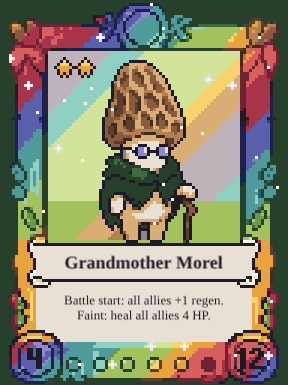 Grandmother Morel
Battle start: all allies +1 regen.
Faint: heal all allies 4 HP.
4
12